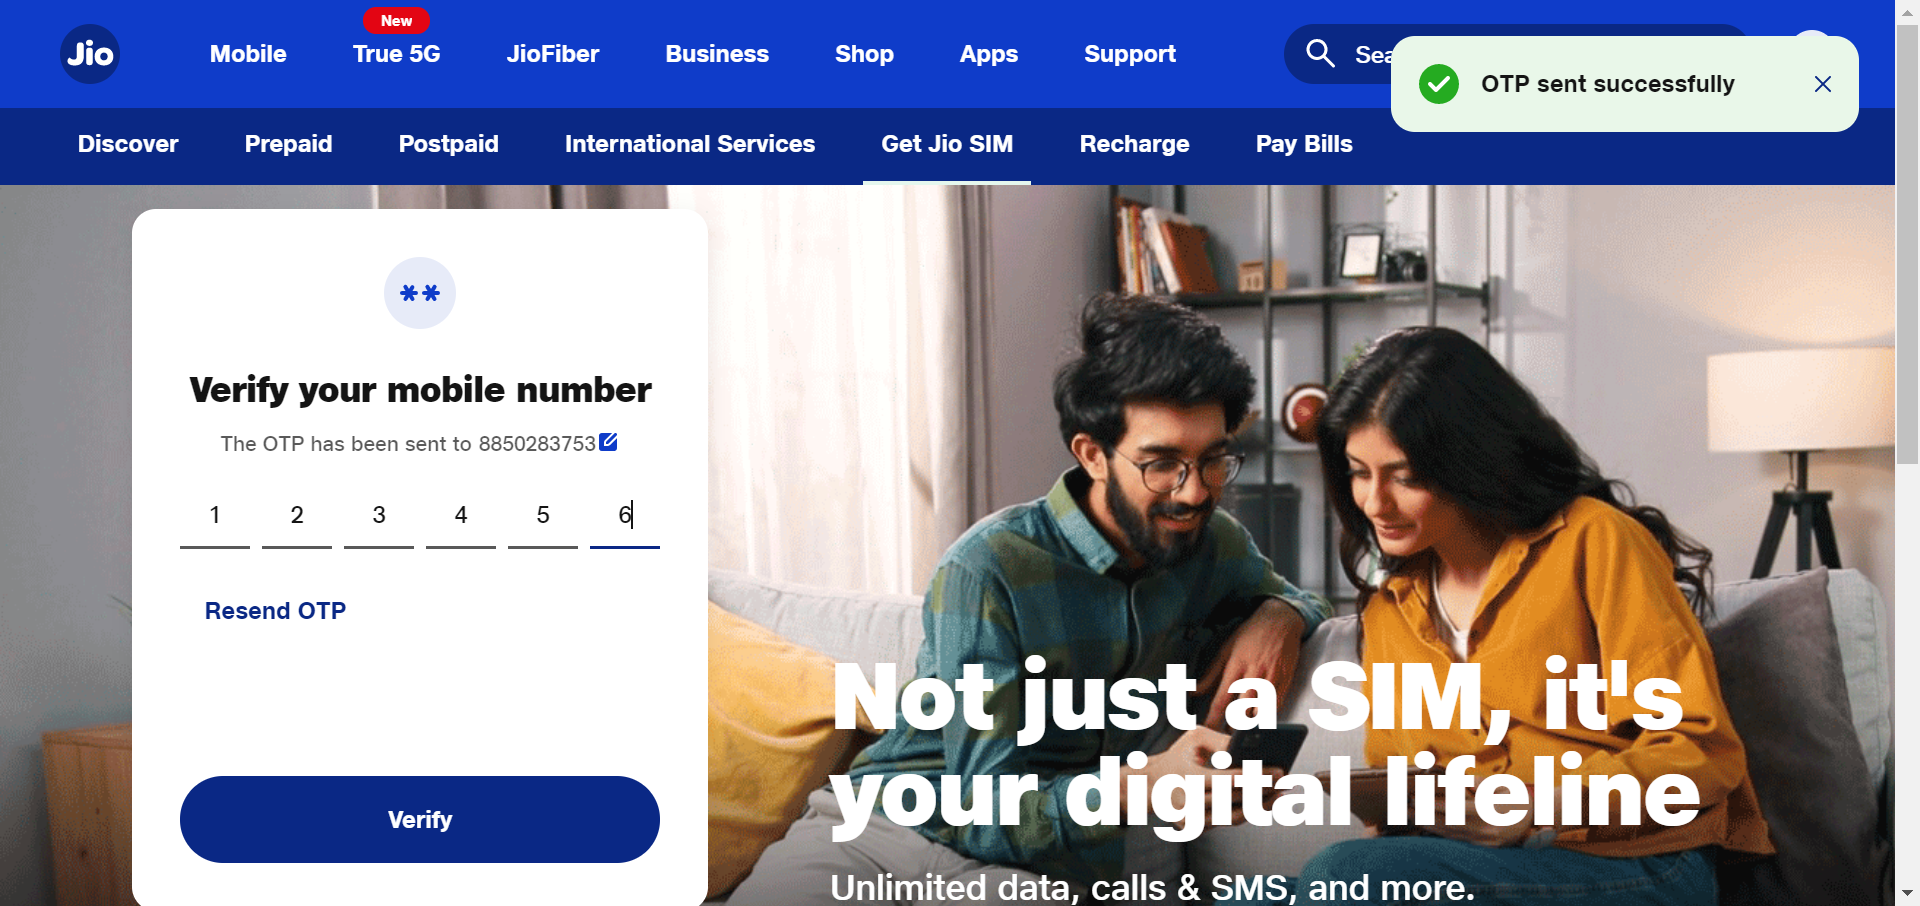 New
Jio
Mobile
True 5G
JioFiber
Business
Shop
Apps
Support
Sea
OTP sent successfully
Discover
Prepaid
Postpaid
International Services
Get Jio SIM
Recharge
Pay Bills
**
Verify your mobile number
The OTP has been sent to 8850283753
1 2 3 4 5 6
Resend OTP
Verify
Not just a SIM, it's
your digital lifeline
Unlimited data, calls & SMS, and more.